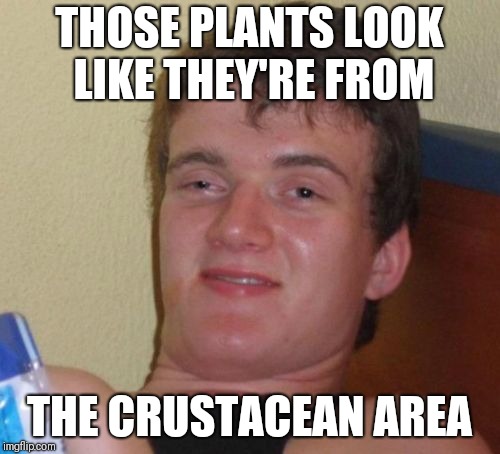 THOSE PLANTS LOOK
LIKE THEY'RE FROM
THE CRUSTACEAN AREA
imgflip.com